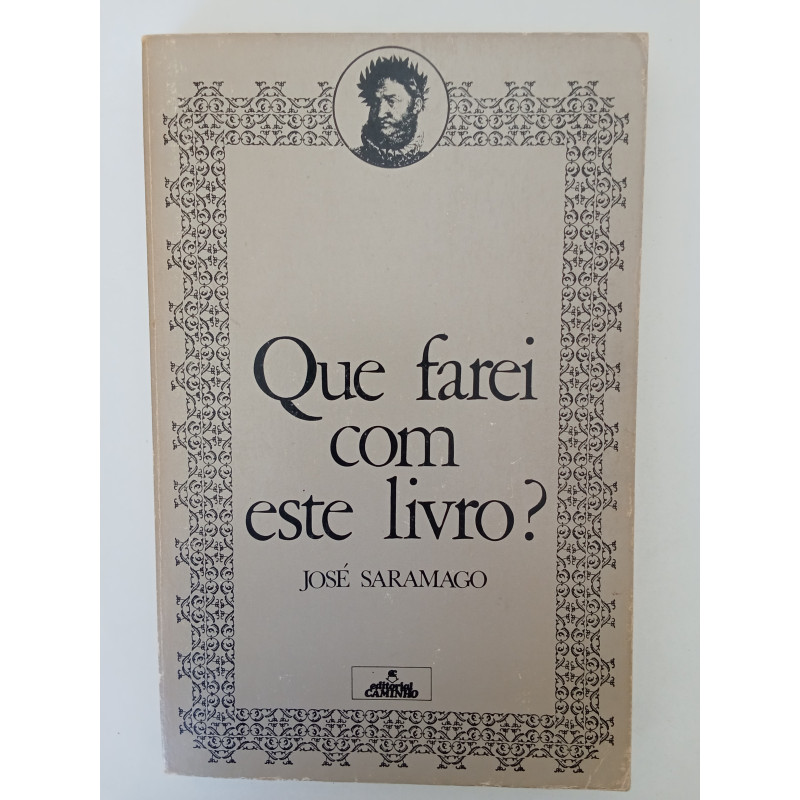 Que farei
com
este livro?
JOSÉ SARAMAGO
editorial
CAMINHO